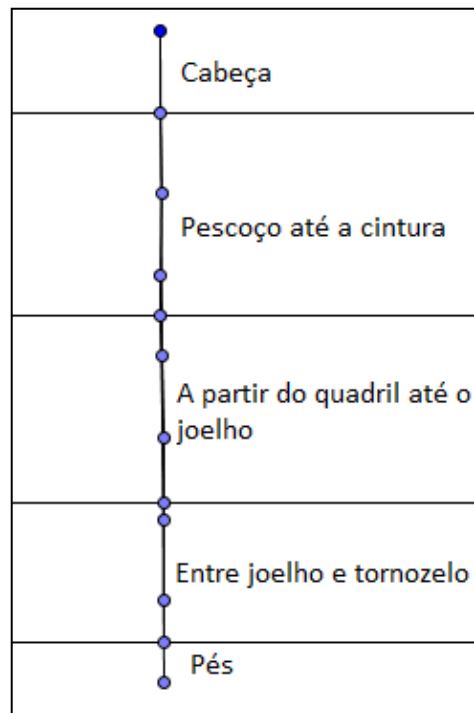 Cabeça
Pescoço até a cintura
A partir do quadril até o
joelho
Entre joelho e tornozelo
Pés